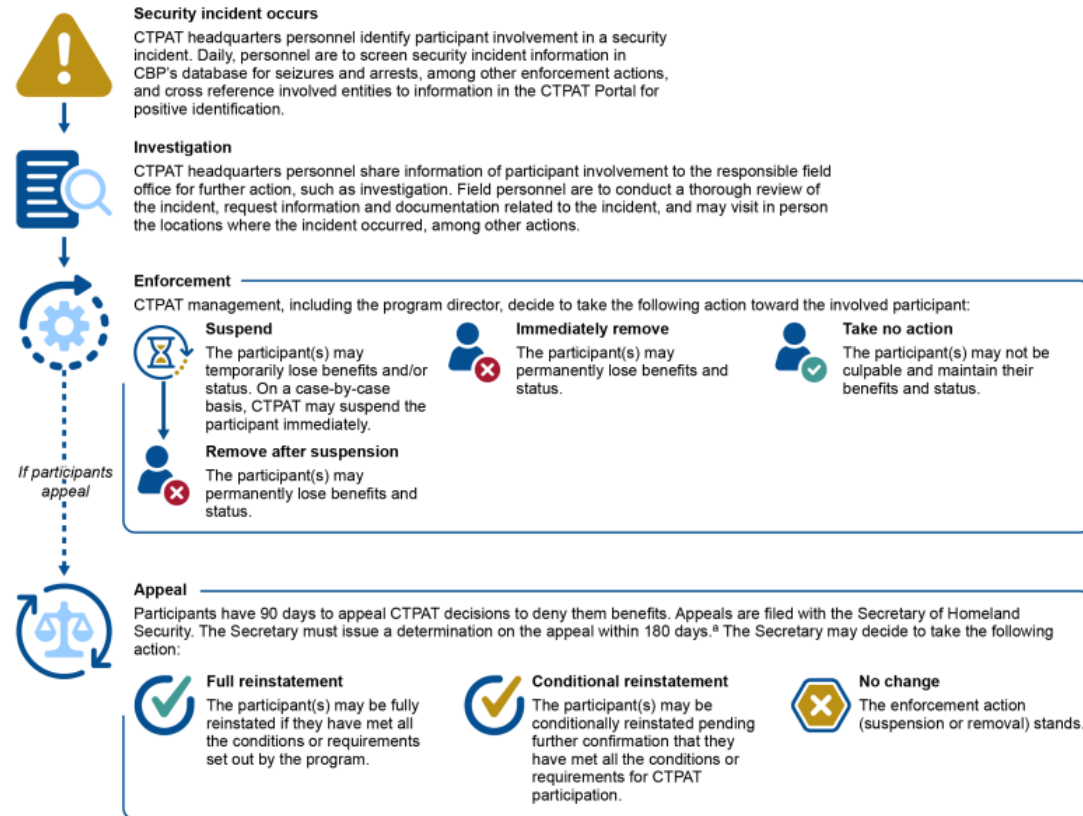 Security incident occurs
CTPAT headquarters personnel identify participant involvement in a security
incident. Daily, personnel are to screen security incident information in
CBP's database for seizures and arrests, among other enforcement actions,
and cross reference involved entities to information in the CTPAT Portal for
positive identification.
Investigation
CTPAT headquarters personnel share information of participant involvement to the responsible field
office for further action, such as investigation. Field personnel are to conduct a thorough review of
the incident, request information and documentation related to the incident, and may visit in person
the locations where the incident occurred, among other actions.
Enforcement
CTPAT management, including the program director, decide to take the following action toward the involved participant:
Suspend
The participant(s) may
temporarily lose benefits and/or
status. On a case-by-case
basis, CTPAT may suspend the
participant immediately.
Immediately remove
The participant(s) may
permanently lose benefits and
status.
Take no action
The participant(s) may not be
culpable and maintain their
benefits and status.
Remove after suspension
The participant(s) may
permanently lose benefits and
status.
If participants
appeal
Appeal
Participants have 90 days to appeal CTPAT decisions to deny them benefits. Appeals are filed with the Secretary of Homeland
Security. The Secretary must issue a determination on the appeal within 180 days.ª The Secretary may decide to take the following
action:
Full reinstatement
The participant(s) may be fully
reinstated if they have met all
the conditions or requirements
set out by the program.
Conditional reinstatement
The participant(s) may be
conditionally reinstated pending
further confirmation that they
have met all the conditions or
requirements for CTPAT
participation.
No change
The enforcement action
(suspension or removal) stands.